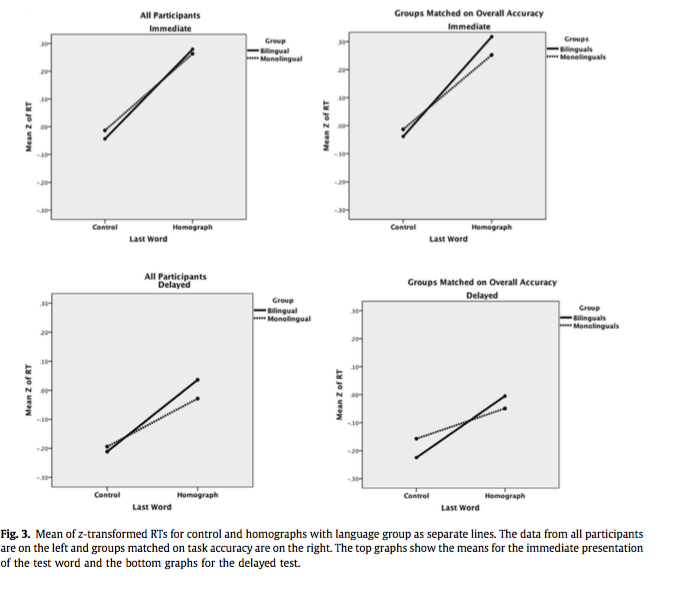 All Participants
Immediate
Mean Z of RT
.30
.20
.10
.00
-.10
-.20
-.30
Control
Homograph
Last Word
Group
Bilingual
Monolingual
Groups Matched on Overall Accuracy
Immediate
Mean Z of RT
.30
.20
.10
.00
-.10
-.20
-.30
Control
Homograph
Last Word
Groups
Bilinguals
Monolinguals
All Participants
Delayed
Mean Z of RT
.30
.20
.10
.00
-.10
-.20
-.30
Control
Homograph
Last Word
Group
Bilingual
Monolingual
Groups Matched on Overall Accuracy
Delayed
Mean Z of RT
.30
.20
.10
.00
-.10
-.20
-.30
Control
Homograph
Last Word
Group
Bilinguals
Monolinguals
Fig. 3. Mean of z-transformed RTs for control and homographs with language group as separate lines. The data from all participants
are on the left and groups matched on task accuracy are on the right. The top graphs show the means for the immediate presentation
of the test word and the bottom graphs for the delayed test.